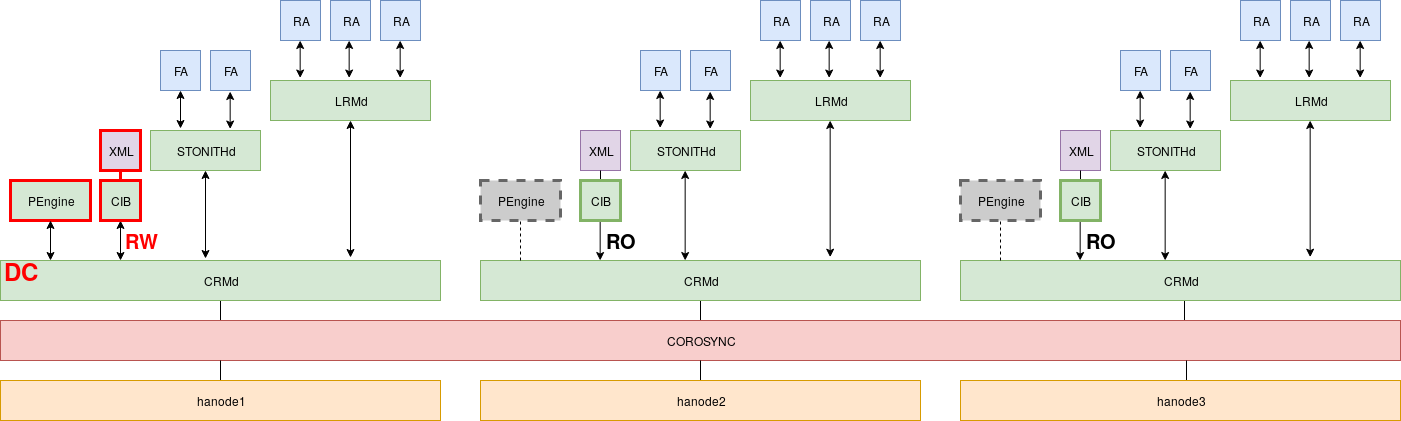 RA RA RA RA RA RA RA RA RA
FA FA FA FA FA FA
LRMd LRMd LRMd
XML STONITHd XML STONITHd XML STONITHd
PEngine CIB PEngine CIB PEngine CIB
RW RO RO
DC
CRMd CRMd CRMd
COROSYNC
hanode1 hanode2 hanode3